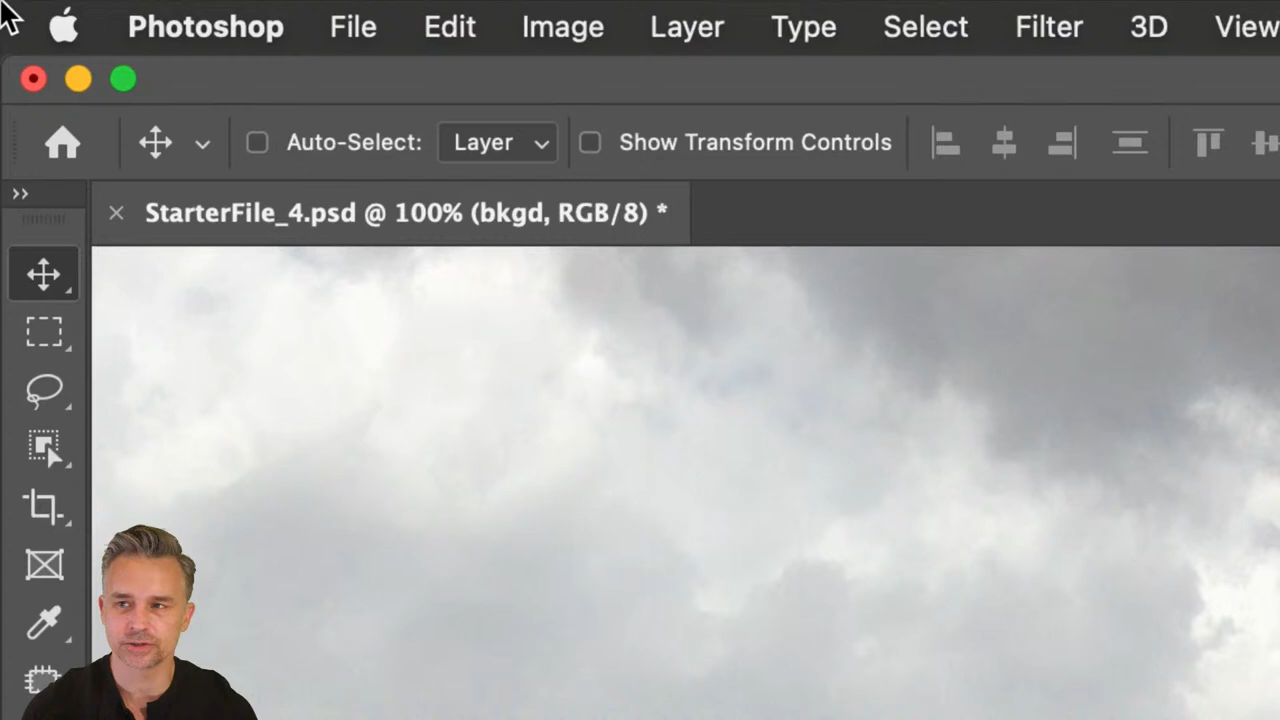 Photoshop File Edit Image Layer Type Select Filter 3D View
Auto-Select: Layer Show Transform Controls
StarterFile_4.psd @ 100% (bkgd, RGB/8) *